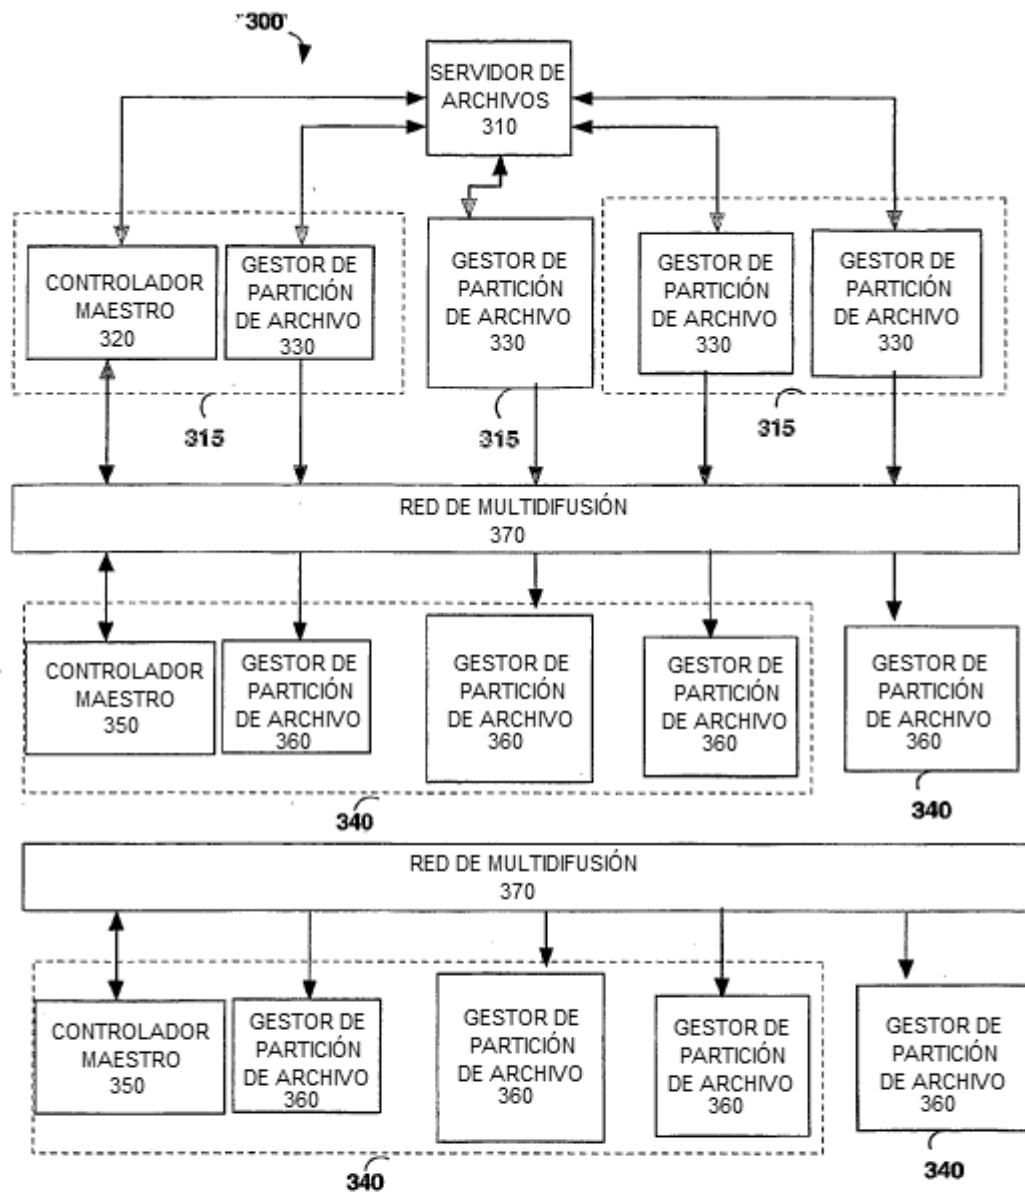 "300"
SERVIDOR DE
ARCHIVOS
310
CONTROLADOR
MAESTRO
320
GESTOR DE
PARTICIÓN
DE ARCHIVO
330
GESTOR DE
PARTICIÓN
DE ARCHIVO
330
GESTOR DE
PARTICIÓN
DE ARCHIVO
330
GESTOR DE
PARTICIÓN
DE ARCHIVO
330
315
315
315
RED DE MULTIDIFUSIÓN
370
CONTROLADOR
MAESTRO
350
GESTOR DE
PARTICIÓN
DE ARCHIVO
360
GESTOR DE
PARTICIÓN
DE ARCHIVO
360
GESTOR DE
PARTICIÓN
DE ARCHIVO
360
GESTOR DE
PARTICIÓN
DE ARCHIVO
360
340
340
RED DE MULTIDIFUSIÓN
370
CONTROLADOR
MAESTRO
350
GESTOR DE
PARTICIÓN
DE ARCHIVO
360
GESTOR DE
PARTICIÓN
DE ARCHIVO
360
GESTOR DE
PARTICIÓN
DE ARCHIVO
360
GESTOR DE
PARTICIÓN
DE ARCHIVO
360
340
340